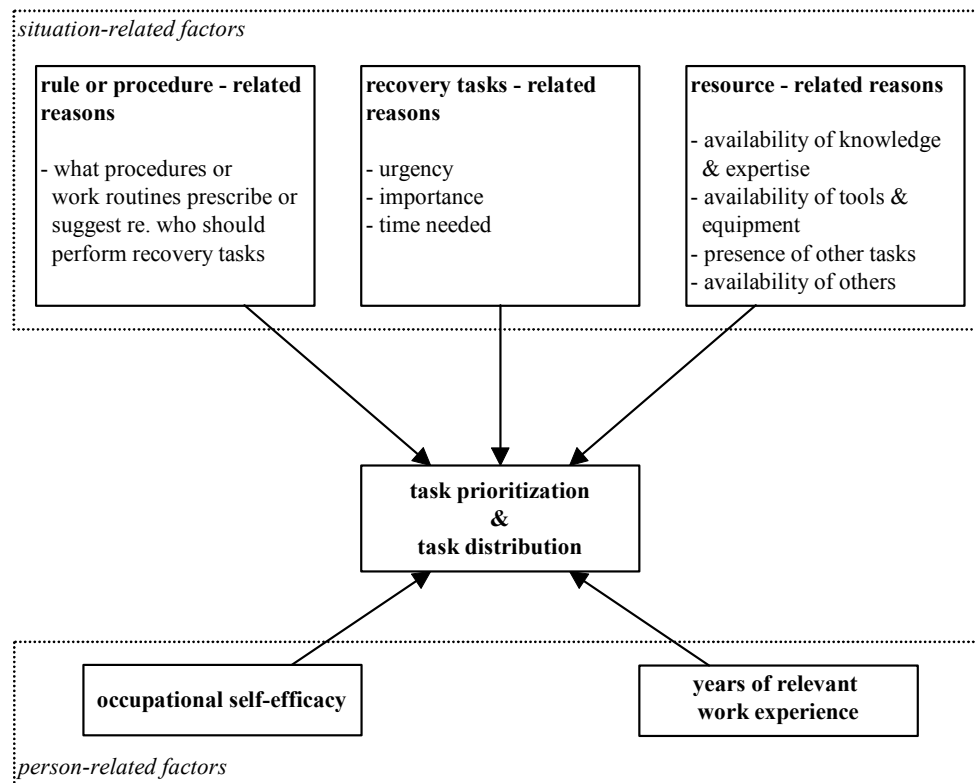 situation-related factors
rule or procedure - related
reasons
- what procedures or
work routines prescribe or
suggest re. who should
perform recovery tasks
recovery tasks - related
reasons
- urgency
- importance
- time needed
resource - related reasons
- availability of knowledge
& expertise
- availability of tools &
equipment
- presence of other tasks
- availability of others
task prioritization
&
task distribution
occupational self-efficacy
years of relevant
work experience
person-related factors